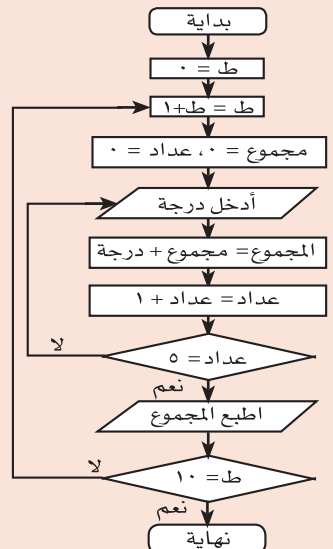 بداية
ط = ٠
ط = ط+١
مجموع = ٠، عداد = ٠
أدخل درجة
المجموع = مجموع + درجة
عداد = عداد + ١
عداد = ٥
لا
نعم
اطبع المجموع
ط = ١٠
لا
نعم
نهاية